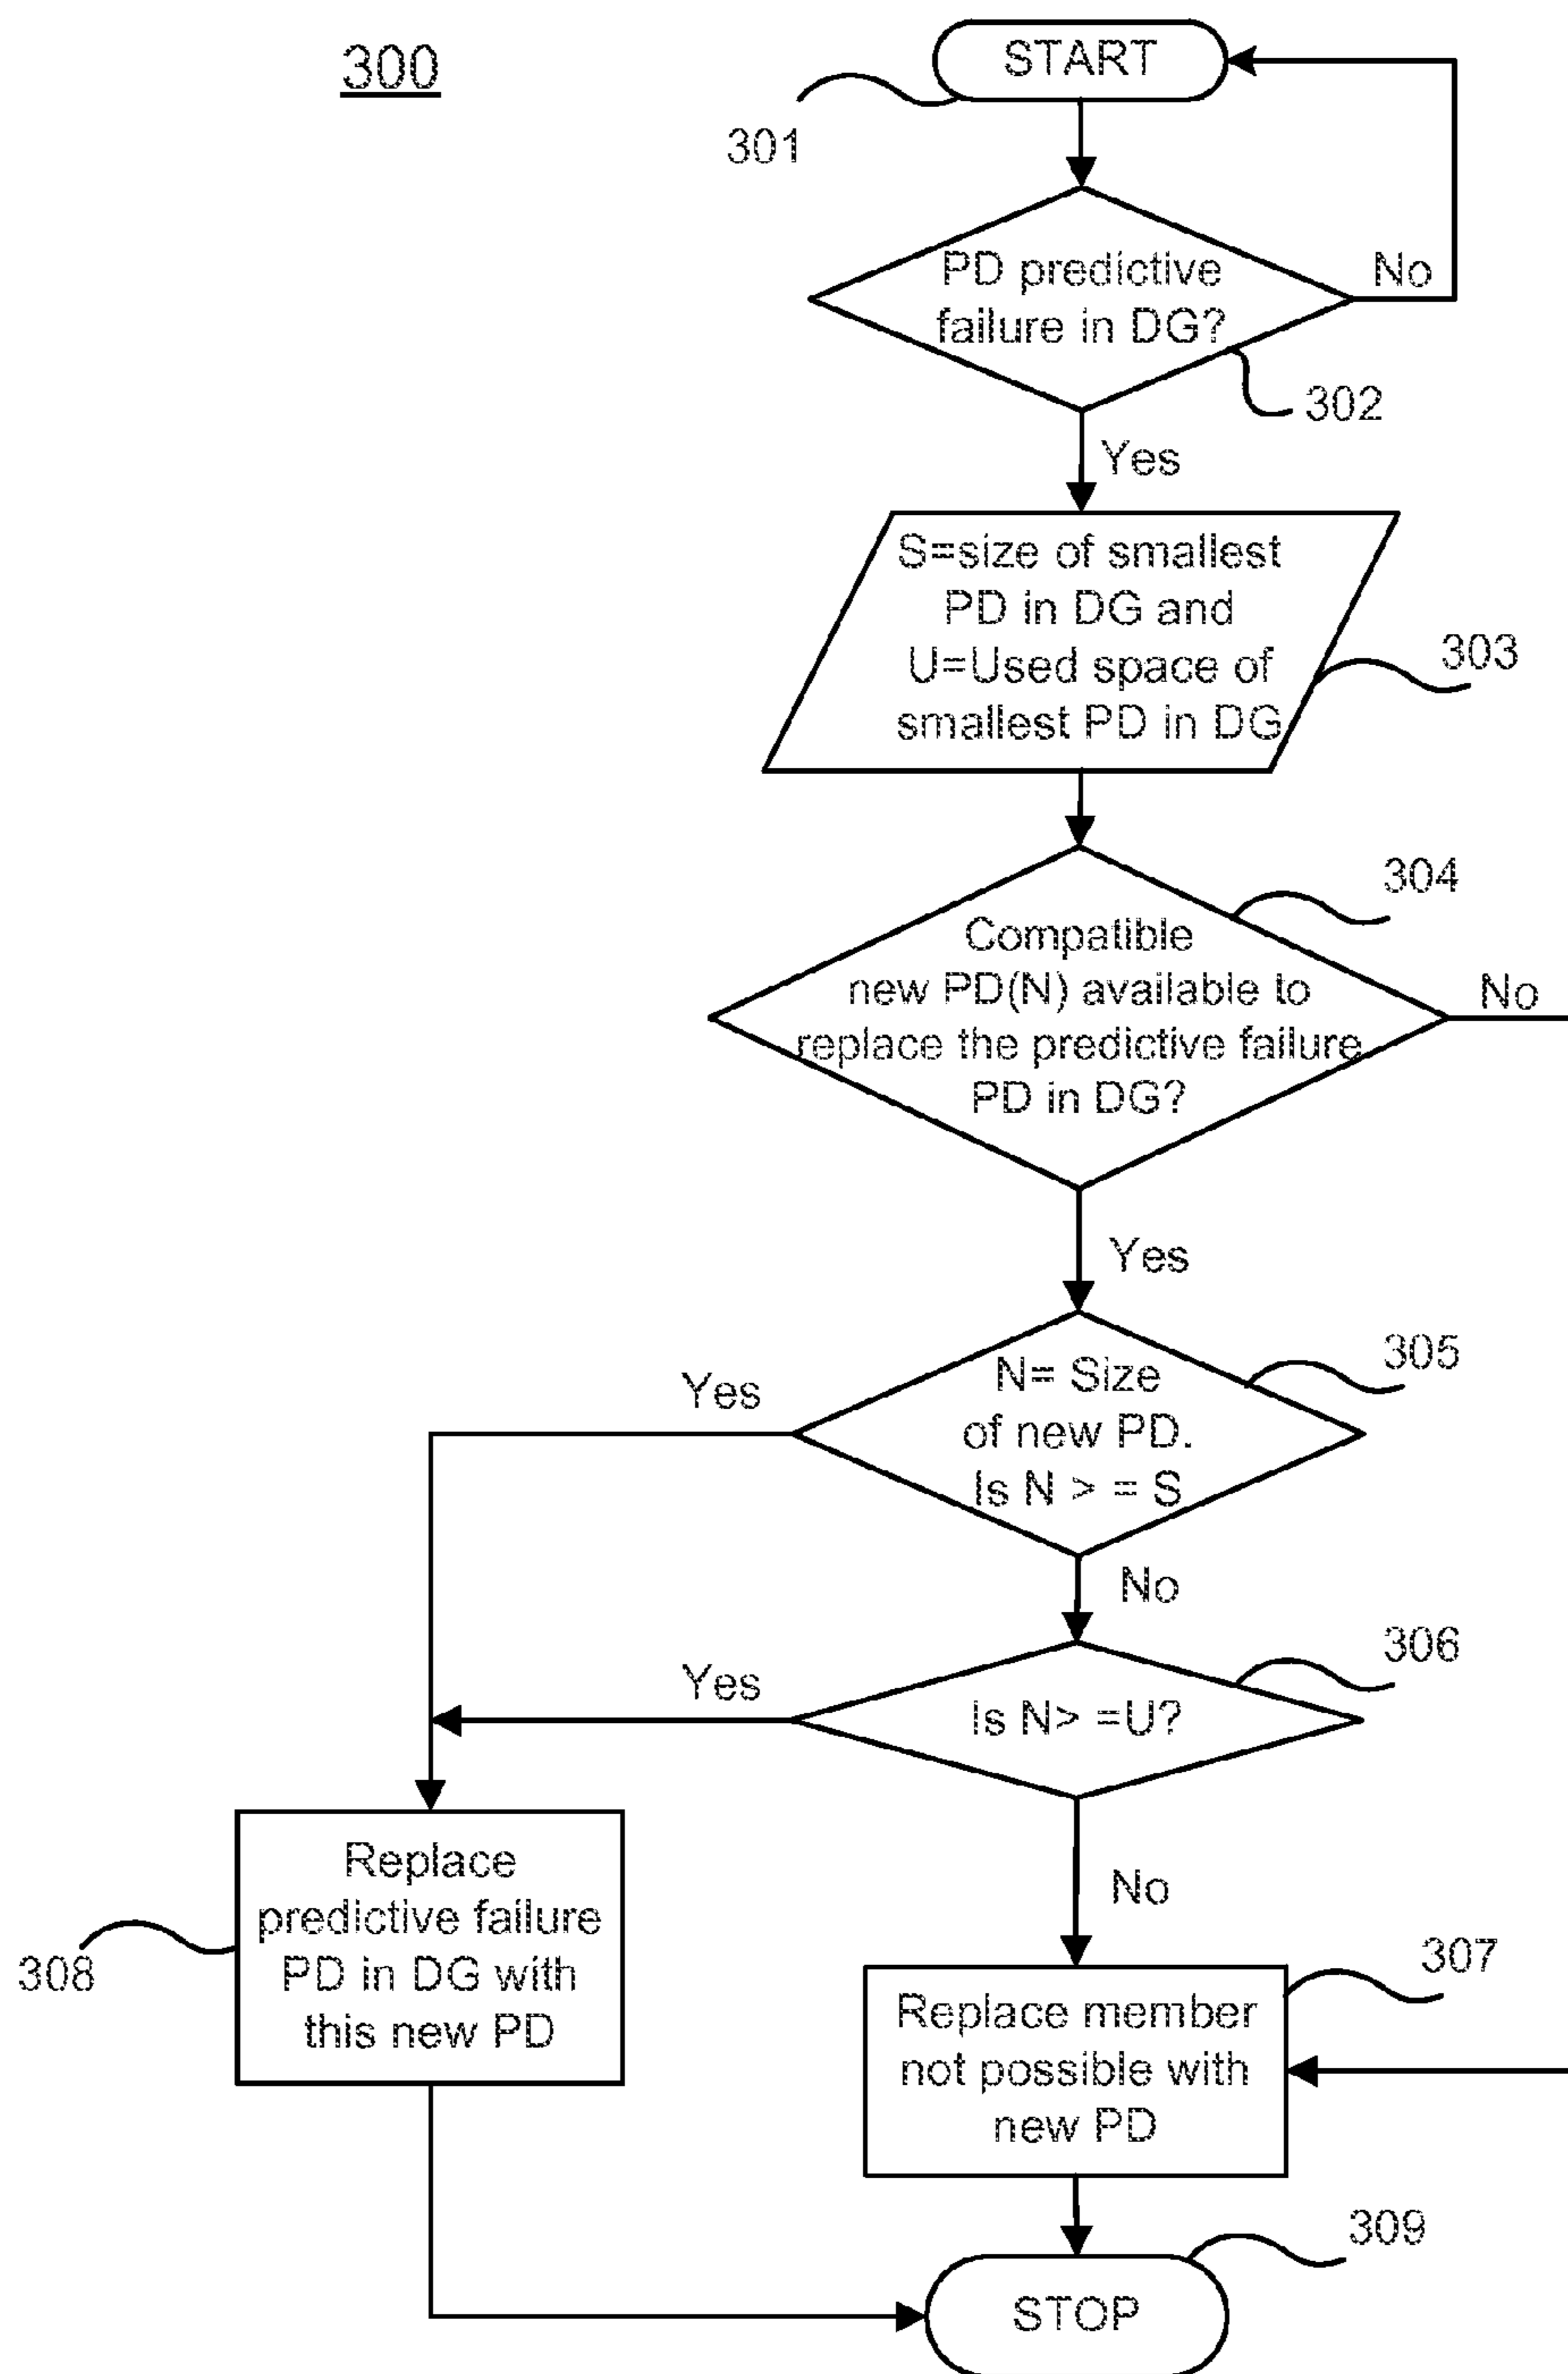 300
START
301
PD predictive
failure in DG?
No
302
Yes
S=size of smallest
PD in DG and
U=Used space of
smallest PD in DG
303
304
Compatible
new PD(N) available to
replace the predictive failure
PD in DG?
No
Yes
305
N= Size
of new PD.
Is N > = S
Yes
No
306
Is N> =U?
Yes
No
Replace
predictive failure
PD in DG with
this new PD
308
307
Replace member
not possible with
new PD
309
STOP